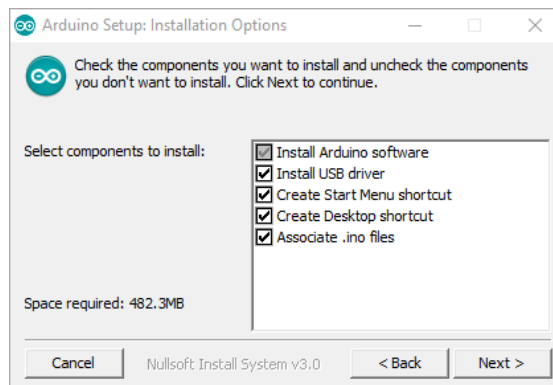 Arduino Setup: Installation Options
Check the components you want to install and uncheck the components
you don't want to install. Click Next to continue.
Select components to install:
Install Arduino software
Install USB driver
Create Start Menu shortcut
Create Desktop shortcut
Associate .ino files
Space required: 482.3MB
Cancel
Nullsoft Install System v3.0
< Back
Next >